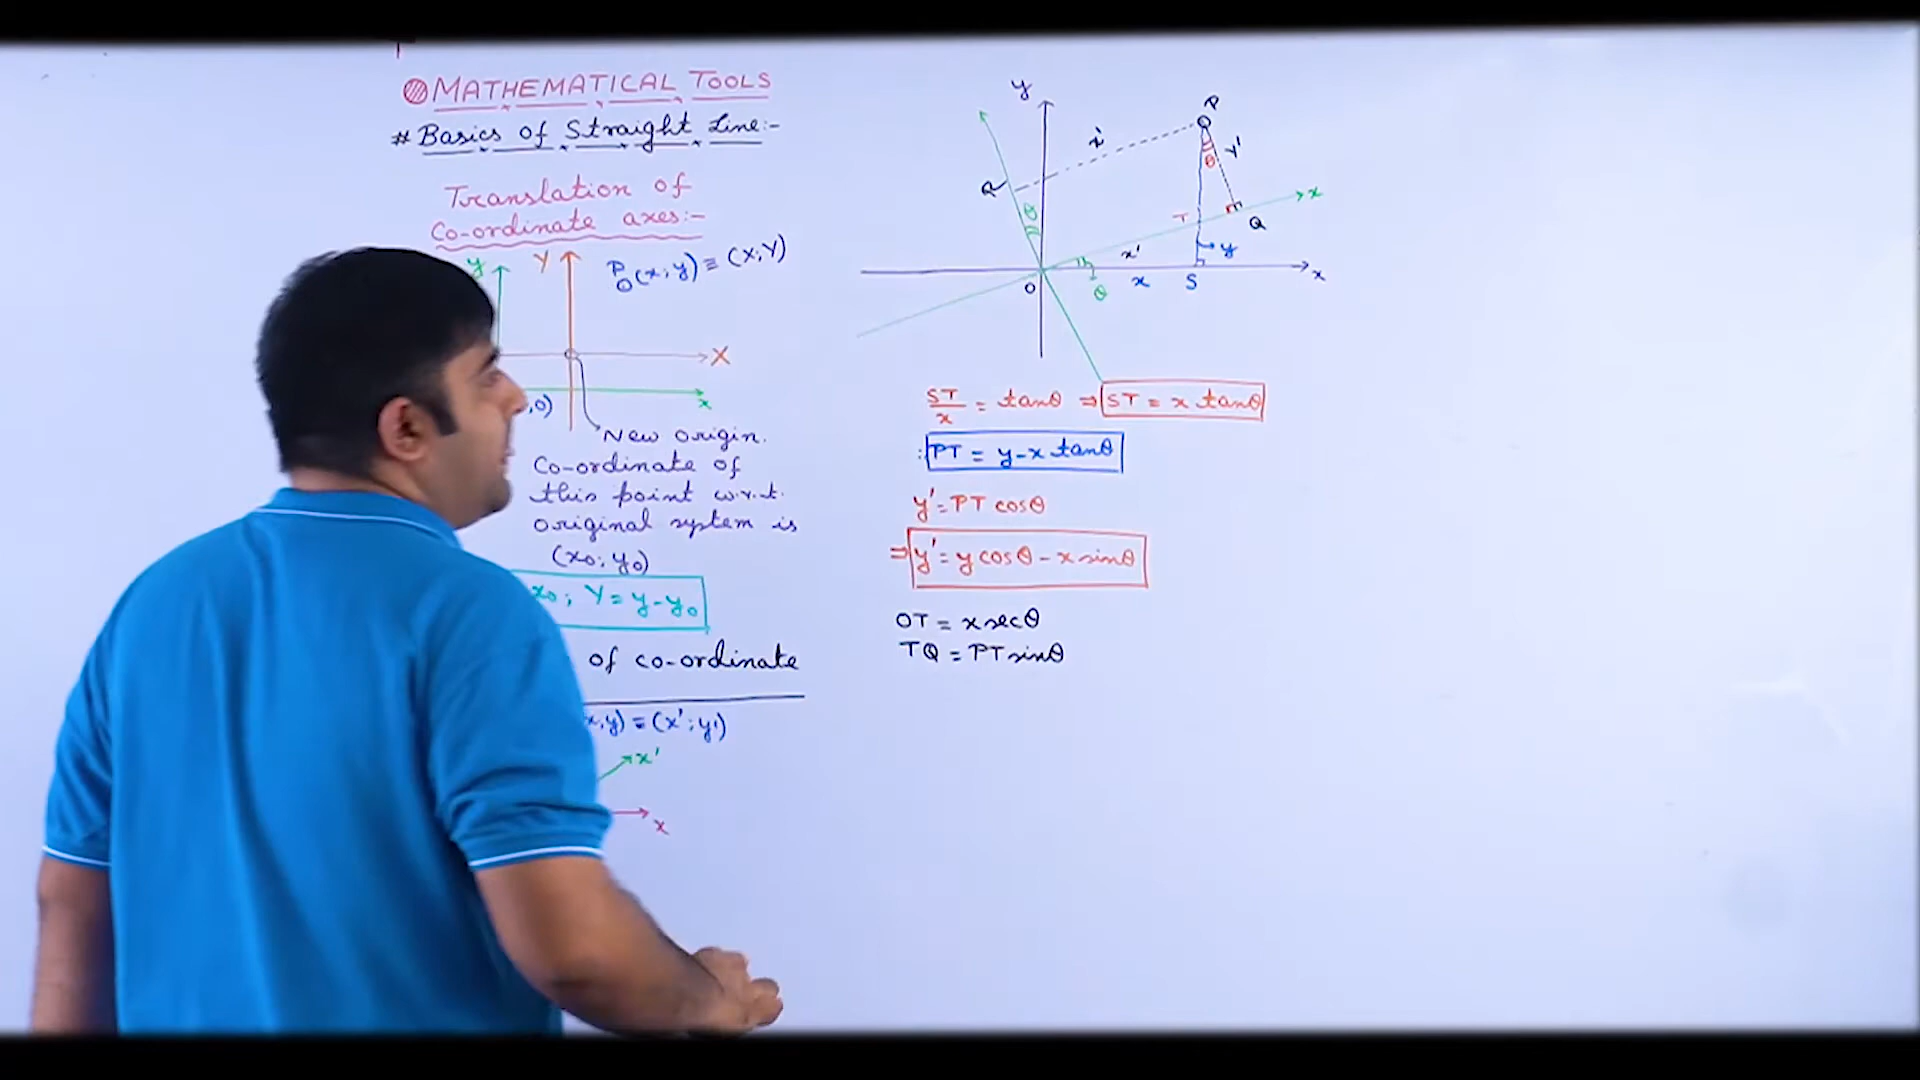 MATHEMATICAL TOOLS
# Basics of Straight Line:-
Translation of
Co-ordinate axes:-
y Y P(x;y) ≡ (X;Y)
X
x
,0)
New origin.
Co-ordinate of
this point w.r.t.
original system is
(x₀; y₀)
x₀; Y = y-y₀
of co-ordinate
x,y) ≡ (x';y')
x'
x
y
P
θ y'
R
θ
x
T Q
x' y
θ
O x S x
ST/x = tanθ ⇒ ST = x tanθ
PT = y-x tanθ
y' = PT cosθ
⇒ y' = y cosθ - x sinθ
OT = x secθ
TQ = PT sinθ